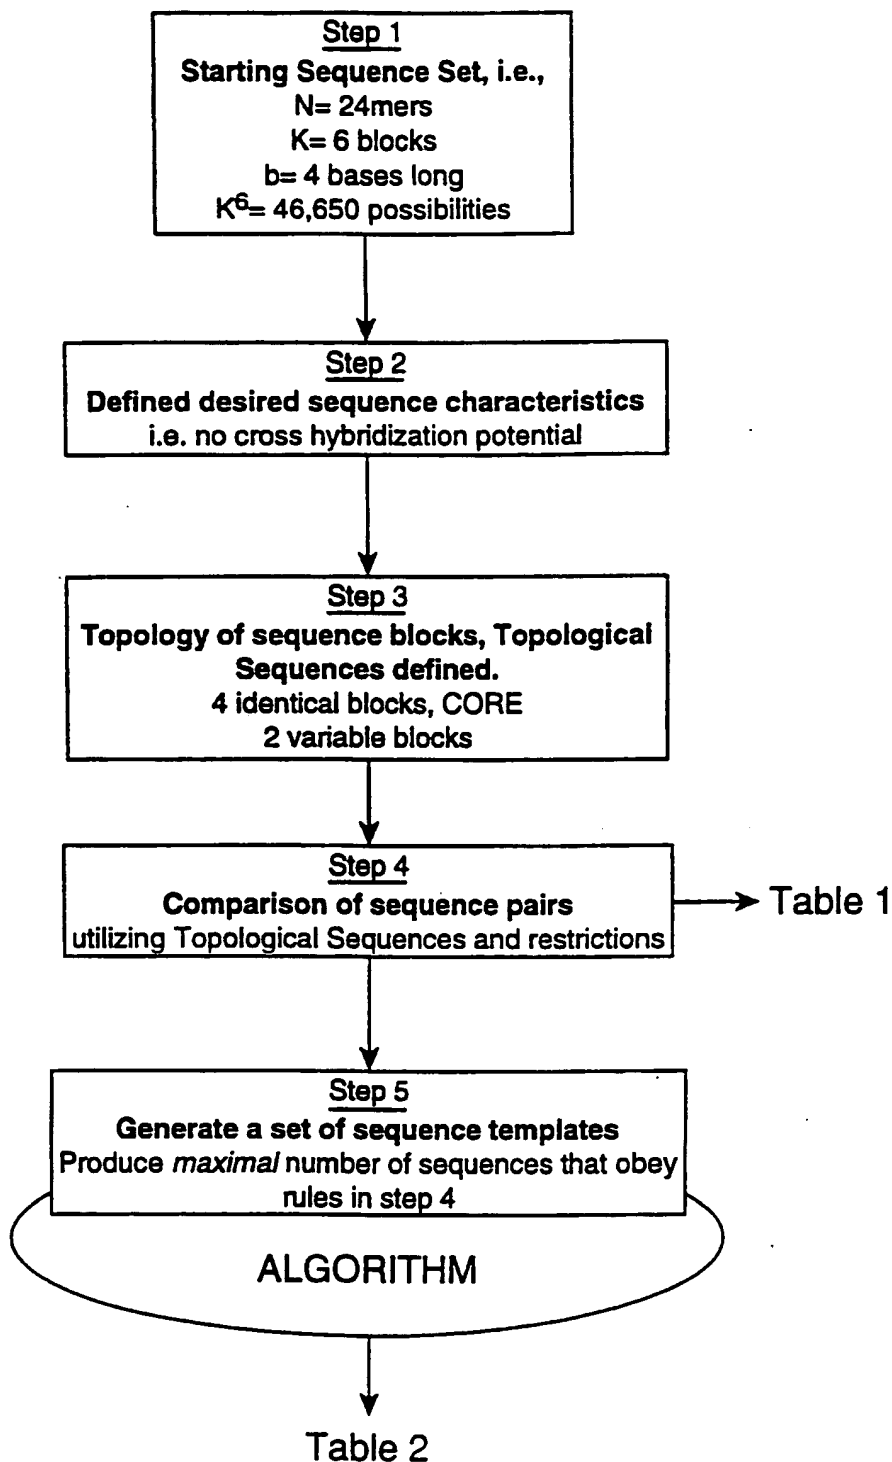 Step 1
Starting Sequence Set, i.e.,
N= 24mers
K= 6 blocks
b= 4 bases long
K⁶= 46,650 possibilities
Step 2
Defined desired sequence characteristics
i.e. no cross hybridization potential
Step 3
Topology of sequence blocks, Topological
Sequences defined.
4 identical blocks, CORE
2 variable blocks
Step 4
Comparison of sequence pairs
utilizing Topological Sequences and restrictions
Table 1
Step 5
Generate a set of sequence templates
Produce maximal number of sequences that obey
rules in step 4
ALGORITHM
Table 2